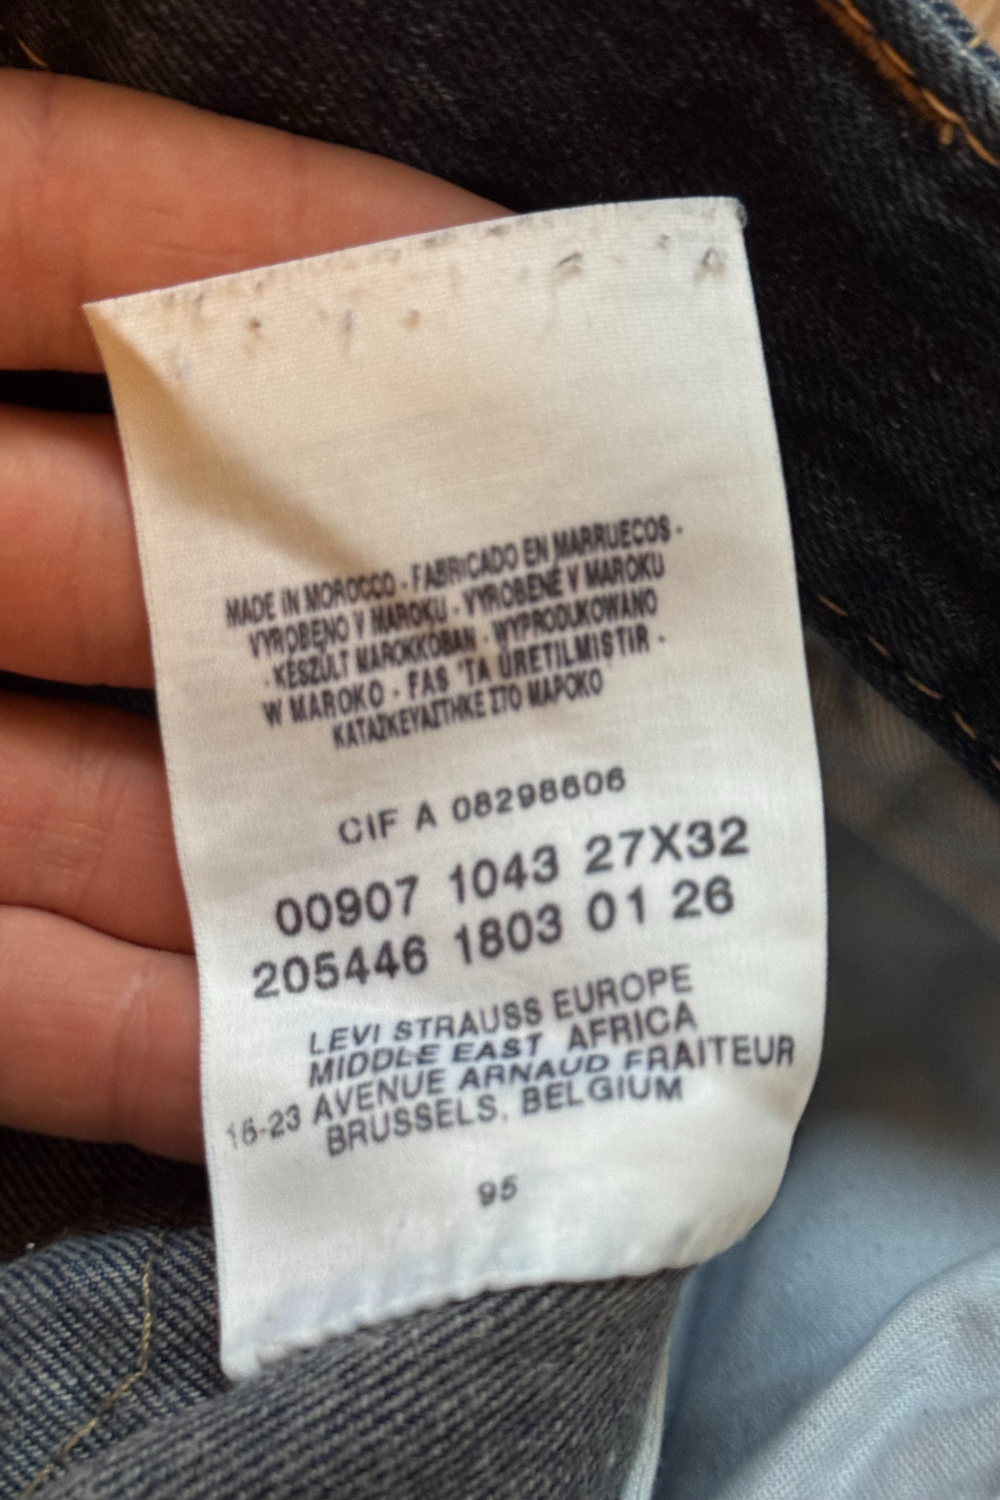 MADE IN MOROCCO - FABRICADO EN MARRUECOS -
VYROBENO V MAROKU - VYROBENÉ V MAROKU
- KÉSZÜLT MAROKKÓBAN - WYPRODUKOWANO
W MAROKO - FAS 'TA ÜRETILMISTIR -
ΚΑΤΑΣΚΕΥΑΣΤΗΚΕ ΣΤΟ ΜΑΡΟΚΟ
CIF A 08298606
00907 1043 27X32
205446 1803 01 26
LEVI STRAUSS EUROPE
MIDDLE EAST AFRICA
16-23 AVENUE ARNAUD FRAITEUR
BRUSSELS, BELGIUM
95